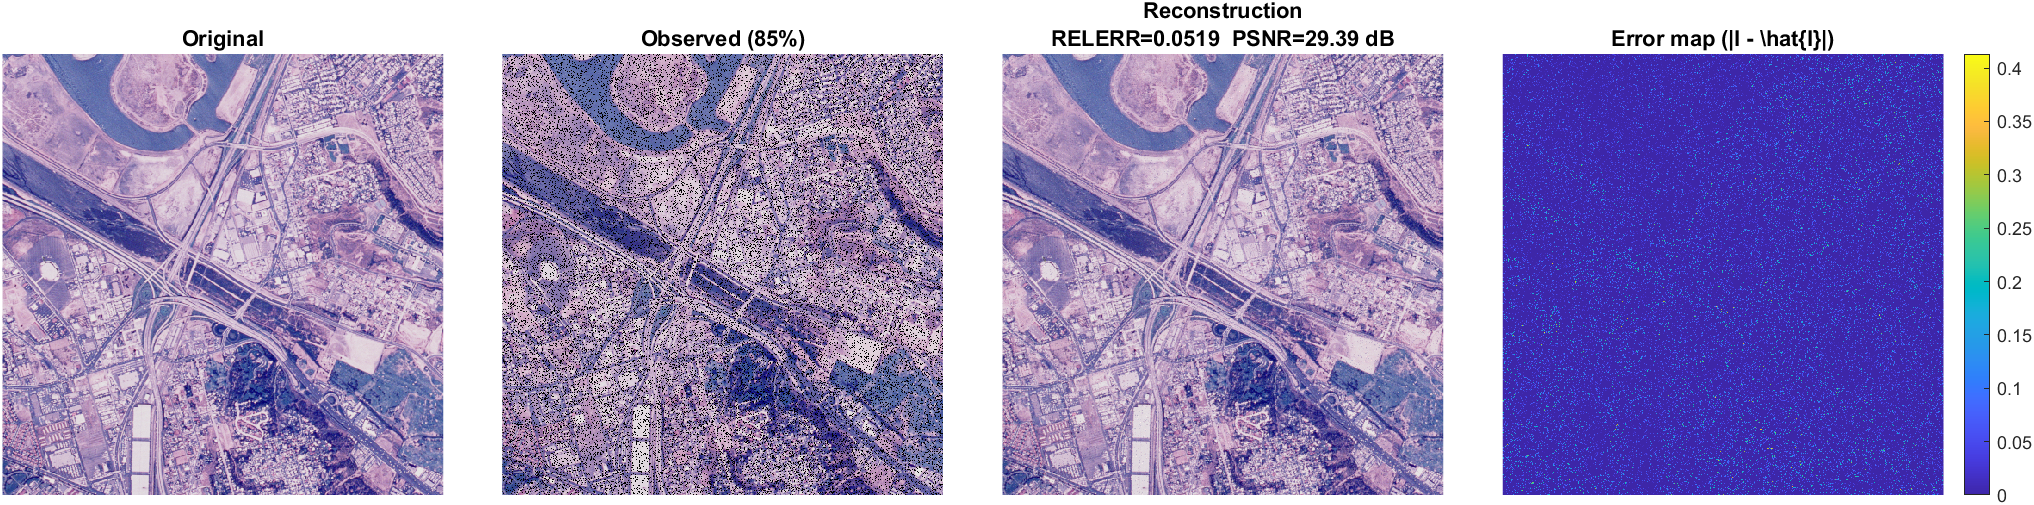 Original
Observed (85%)
Reconstruction
RELERR=0.0519 PSNR=29.39 dB
Error map (|I - \hat{I}|)
0.4
0.35
0.3
0.25
0.2
0.15
0.1
0.05
0